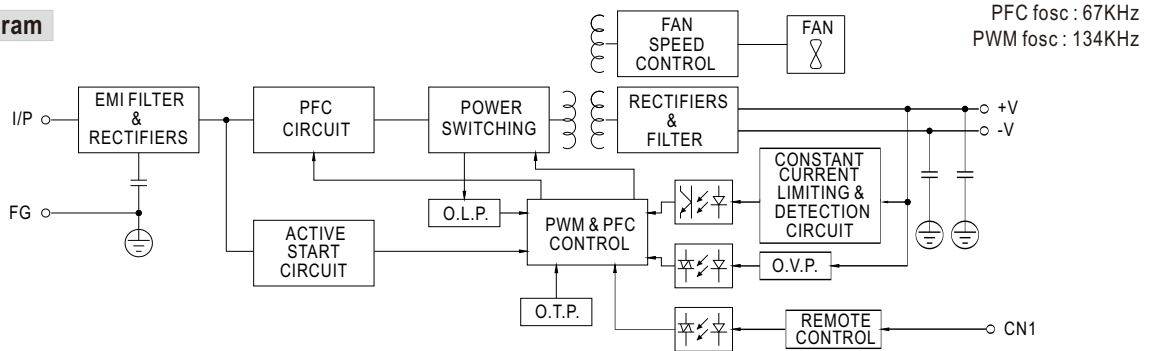 ram
PFC fosc : 67KHz
PWM fosc : 134KHz
FAN
SPEED
CONTROL
FAN
I/P
EMI FILTER
&
RECTIFIERS
PFC
CIRCUIT
POWER
SWITCHING
RECTIFIERS
&
FILTER
+V
-V
FG
ACTIVE
START
CIRCUIT
O.L.P.
PWM & PFC
CONTROL
CONSTANT
CURRENT
LIMITING &
DETECTION
CIRCUIT
O.V.P.
O.T.P.
REMOTE
CONTROL
CN1